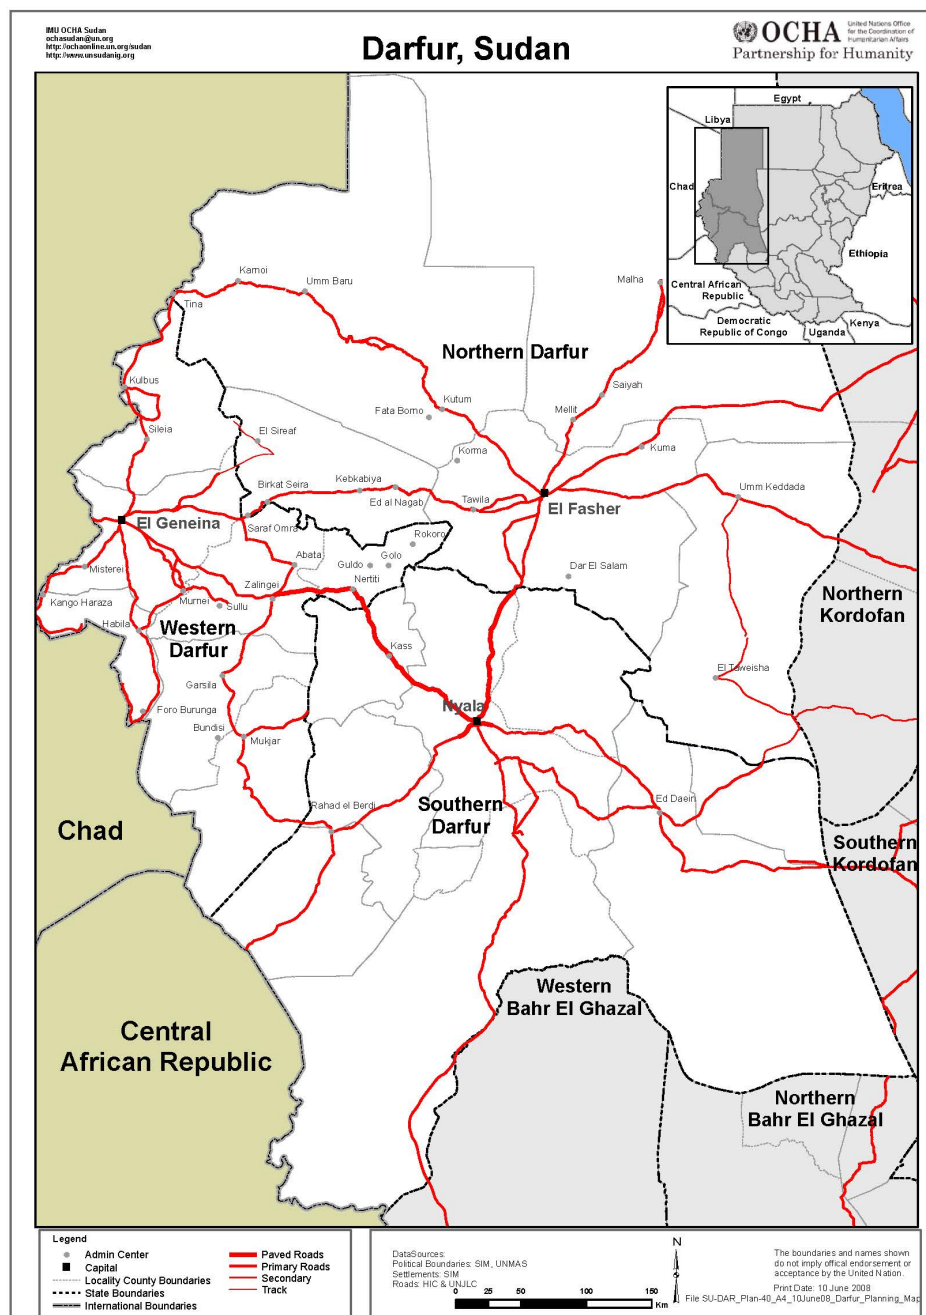 IMU OCHA Sudan
ochasudan@un.org
http://ochaonline.un.org/sudan
http://www.unsudanig.org
Darfur, Sudan
OCHA
United Nations Office
for the Coordination of
Humanitarian Affairs
Partnership for Humanity
Egypt
Libya
Chad
Eritrea
Ethiopia
Central African
Republic
Democratic
Republic of Congo
Uganda
Kenya
Karnoi
Umm Baru
Malha
Tina
Northern Darfur
Kulbus
Saiyah
Kutum
Fata Borno
Mellit
Sileia
El Sireaf
Korma
Kuma
Birkat Seira
Kebkabiya
Ed al Nagab
Tawila
Umm Keddada
El Fasher
El Geneina
Saraf Omra
Rokoro
Abata
Guldo
Golo
Misterei
Zalingei
Nertiti
Dar El Salam
Kango Haraza
Murnei
Sullu
Northern
Kordofan
Habila
Western
Darfur
Kass
El Taweisha
Garsila
Foro Burunga
Nyala
Bundisi
Mukjar
Rahad el Berdi
Southern
Darfur
Ed Daein
Chad
Southern
Kordofan
Western
Bahr El Ghazal
Central
African Republic
Northern
Bahr El Ghazal
Legend
Admin Center
Capital
Locality County Boundaries
State Boundaries
International Boundaries
Paved Roads
Primary Roads
Secondary
Track
DataSources:
Political Boundaries: SIM, UNMAS
Settlements: SIM
Roads: HIC & UNJLC
0 25 50 100 150
Km
N
The boundaries and names shown
do not imply offical endorsement or
acceptance by the United Nation.
Print Date: 10 June 2008
File SU-DAR_Plan-40_A4_10June08_Darfur_Planning_Map